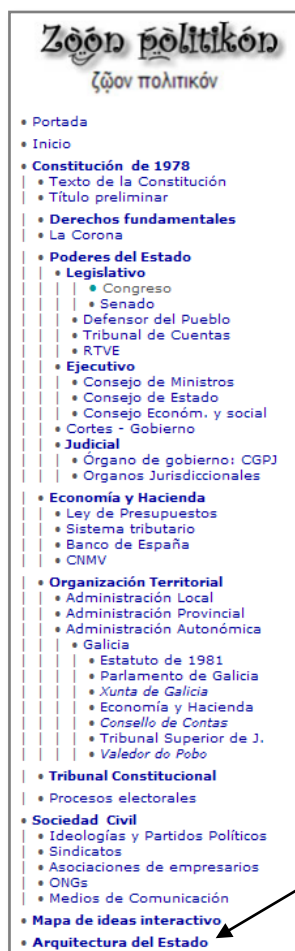 Zòón pòlitikón
ζῷον πολιτικόν
Portada
Inicio
Constitución de 1978
Texto de la Constitución
Título preliminar
Derechos fundamentales
La Corona
Poderes del Estado
Legislativo
Congreso
Senado
Defensor del Pueblo
Tribunal de Cuentas
RTVE
Ejecutivo
Consejo de Ministros
Consejo de Estado
Consejo Económ. y social
Cortes - Gobierno
Judicial
Órgano de gobierno: CGPJ
Organos Jurisdiccionales
Economía y Hacienda
Ley de Presupuestos
Sistema tributario
Banco de España
CNMV
Organización Territorial
Administración Local
Administración Provincial
Administración Autonómica
Galicia
Estatuto de 1981
Parlamento de Galicia
Xunta de Galicia
Economía y Hacienda
Consello de Contas
Tribunal Superior de J.
Valedor do Pobo
Tribunal Constitucional
Procesos electorales
Sociedad Civil
Ideologías y Partidos Políticos
Sindicatos
Asociaciones de empresarios
ONGs
Medios de Comunicación
Mapa de ideas interactivo
Arquitectura del Estado